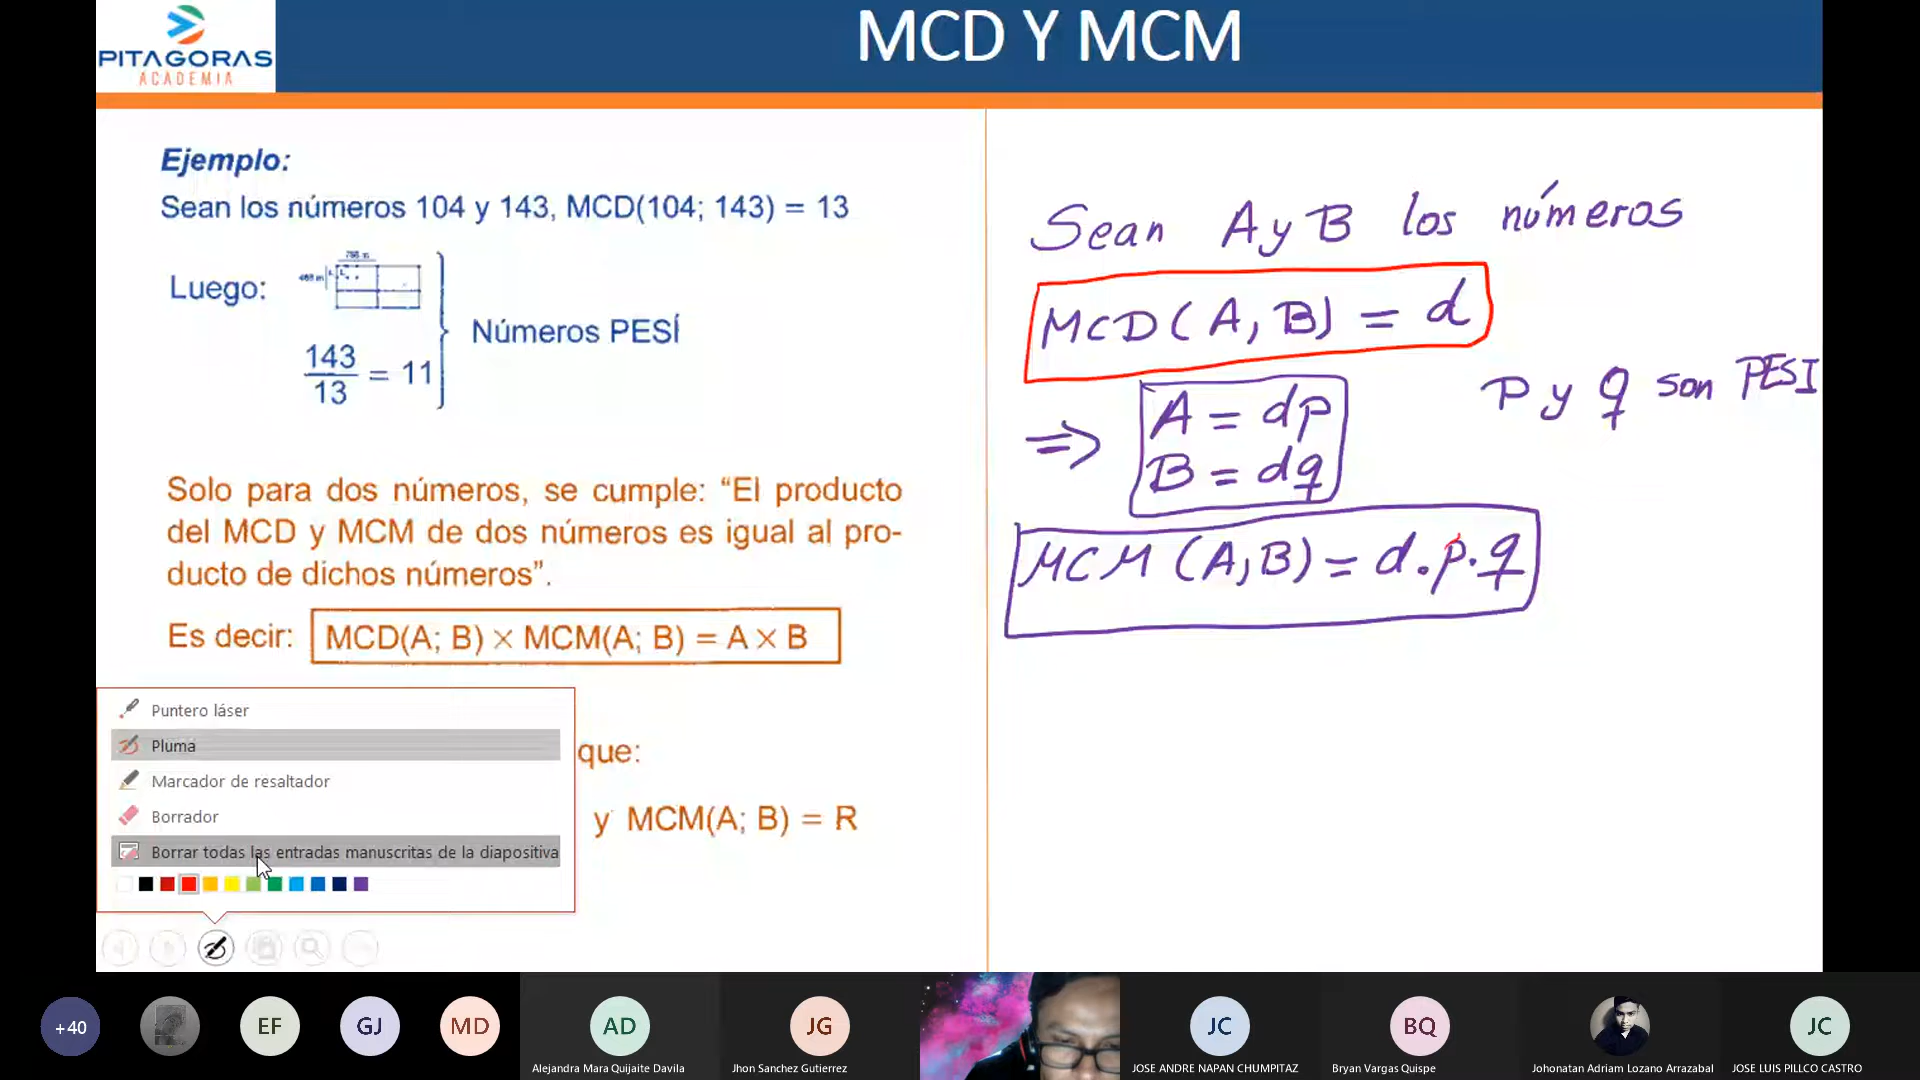 PITAGORAS
ACADEMIA
MCD Y MCM
Ejemplo:
Sean los números 104 y 143, MCD(104; 143) = 13
Luego:
143/13 = 11
Números PESÍ
Solo para dos números, se cumple: “El producto
del MCD y MCM de dos números es igual al pro-
ducto de dichos números”.
Es decir: MCD(A; B) × MCM(A; B) = A × B
que:
y MCM(A; B) = R
Sean A y B los números
MCD(A, B) = d
P y q son PESI
⇒ A = dp
B = dq
MCM (A,B) = d.p.q
Puntero láser
Pluma
Marcador de resaltador
Borrador
Borrar todas las entradas manuscritas de la diapositiva
+40
EF
GJ
MD
AD
Alejandra Mara Quijaite Davila
JG
Jhon Sanchez Gutierrez
JC
JOSE ANDRE NAPAN CHUMPITAZ
BQ
Bryan Vargas Quispe
Johonatan Adriam Lozano Arrazabal
JC
JOSE LUIS PILLCO CASTRO